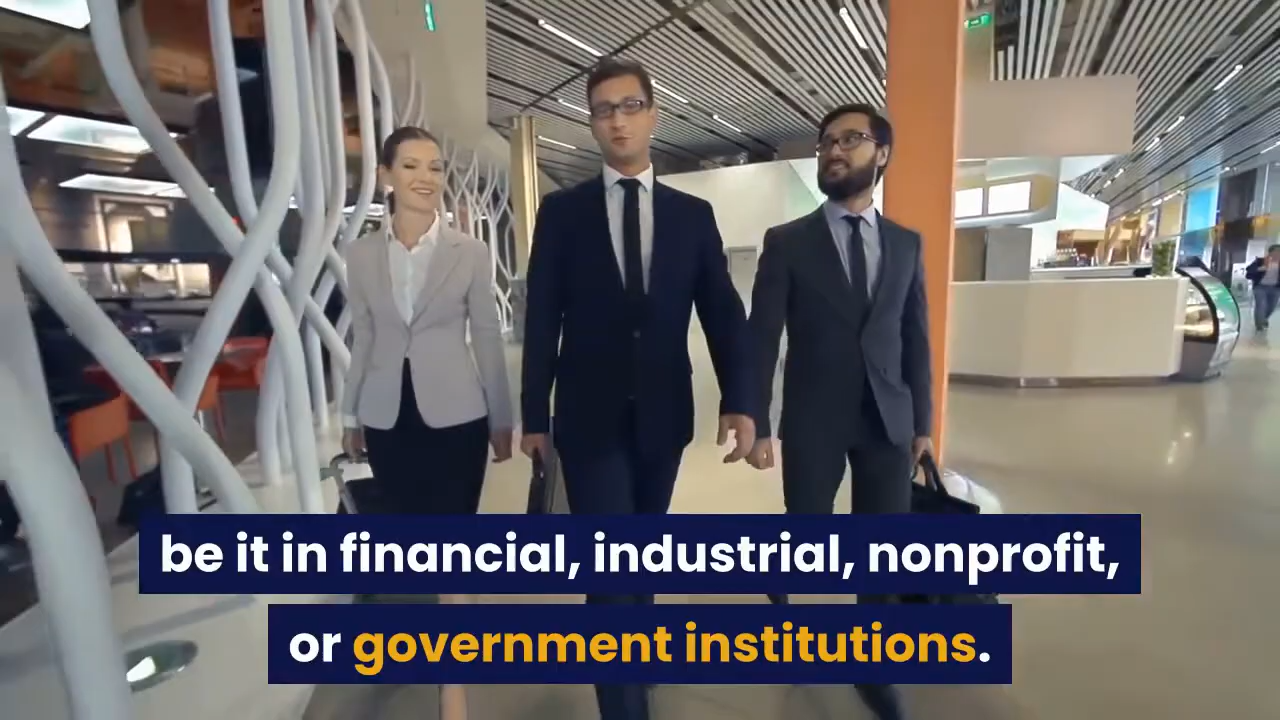 be it in financial, industrial, nonprofit,
or government institutions.